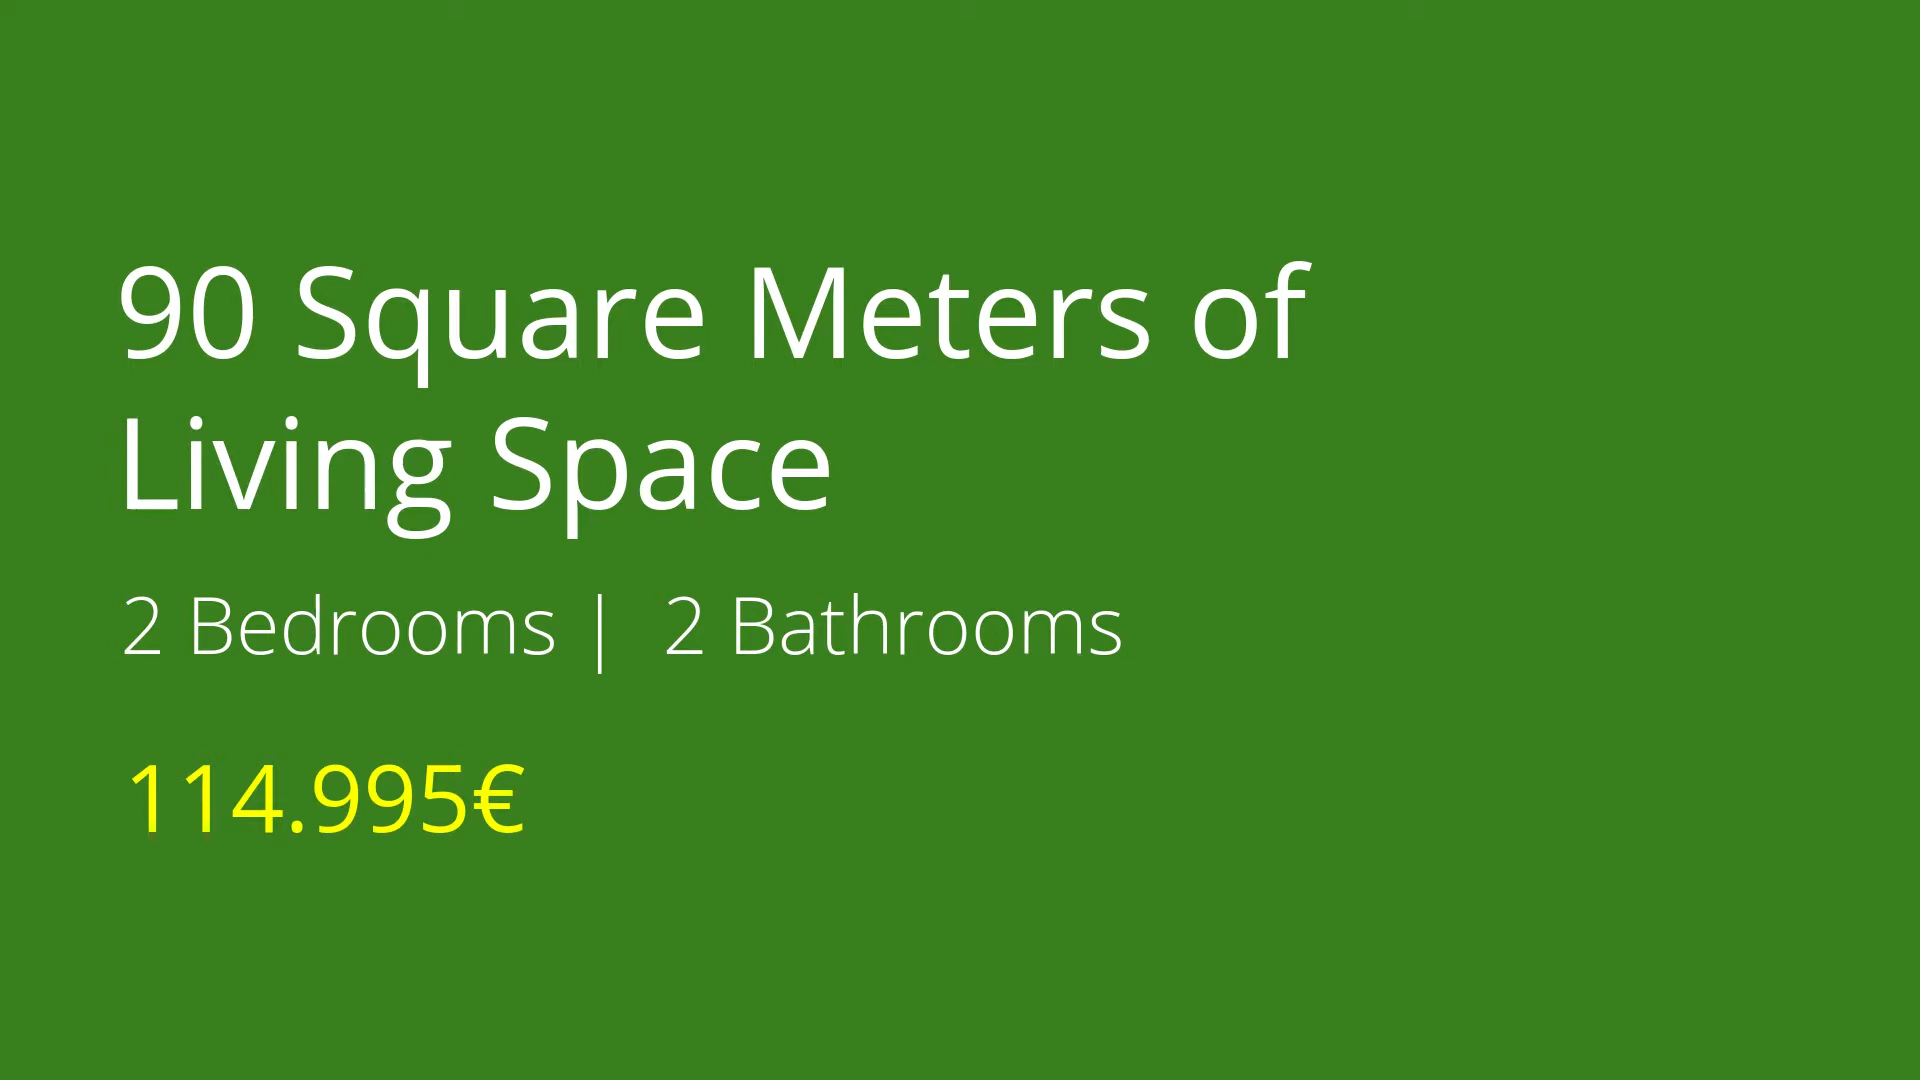 90 Square Meters of
Living Space
2 Bedrooms | 2 Bathrooms
114.995€